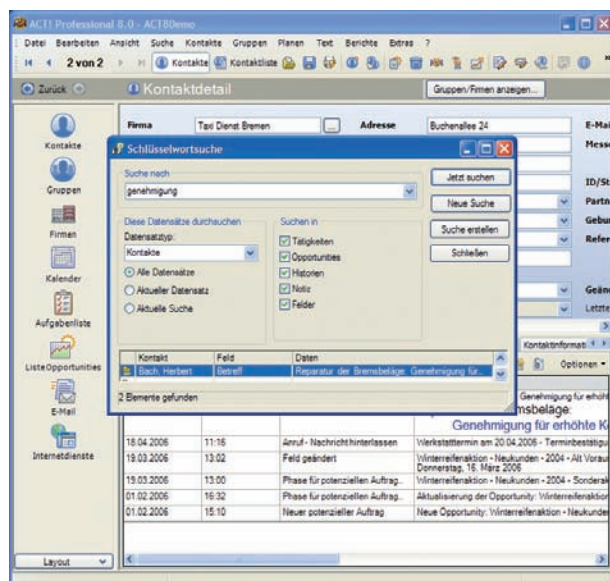 ACT! Professional 8.0 - ACT8Demo
Datei Bearbeiten Ansicht Suche Kontakte Gruppen Planen Text Berichte Extras ?
2 von 2 Kontakte Kontaktliste
Zurück Kontaktdetail Gruppen/Firmen anzeigen...
Kontakte
Gruppen
Firmen
Kalender
Aufgabenliste
Liste Opportunities
E-Mail
Internetdienste
Layout
Firma Taxi Dienst Bremen ... Adresse Buchenallee 24 E-Mai
Messe
ID/St
Partn
Gebur
Refer
Geänd
Letzte
Schlüsselwortsuche
Suche nach
genehmigung
Jetzt suchen
Neue Suche
Suche erstellen
Schließen
Diese Datensätze durchsuchen
Datensatztyp:
Kontakte
Alle Datensätze
Aktueller Datensatz
Aktuelle Suche
Suchen in
Tätigkeiten
Opportunities
Historien
Notiz
Felder
Kontakt Feld Daten
Bach, Herbert Betreff Reparatur der Bremsbeläge: Genehmigung für...
2 Elemente gefunden
Kontaktinformati
Optionen
Genehmigung für erhöht
msbeläge:
Genehmigung für erhöhte K
18.04.2006 11:16 Anruf - Nachricht hinterlassen Werkstatttermin am 20.04.2006 - Terminbestätigu
19.03.2006 13:02 Feld geändert Winterreifenaktion - Neukunden - 2004 - Alt Voraus
Donnerstag, 16. März 2006
19.03.2006 13:00 Phase für potenziellen Auftrag... Winterreifenaktion - Neukunden - 2004 - Sonderak
01.02.2006 16:32 Phase für potenziellen Auftrag... Aktualisierung der Opportunity: Winterreifenaktion
01.02.2006 15:10 Neuer potenzieller Auftrag Neue Opportunity: Winterreifenaktion - Neukunden